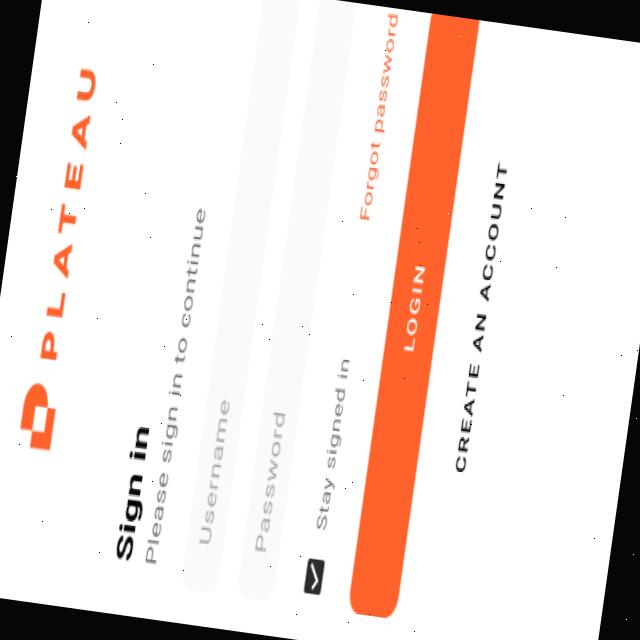 PLATEAU
Sign in
Please sign in to continue
Username
Password
Stay signed in
Forgot password
LOGIN
CREATE AN ACCOUNT